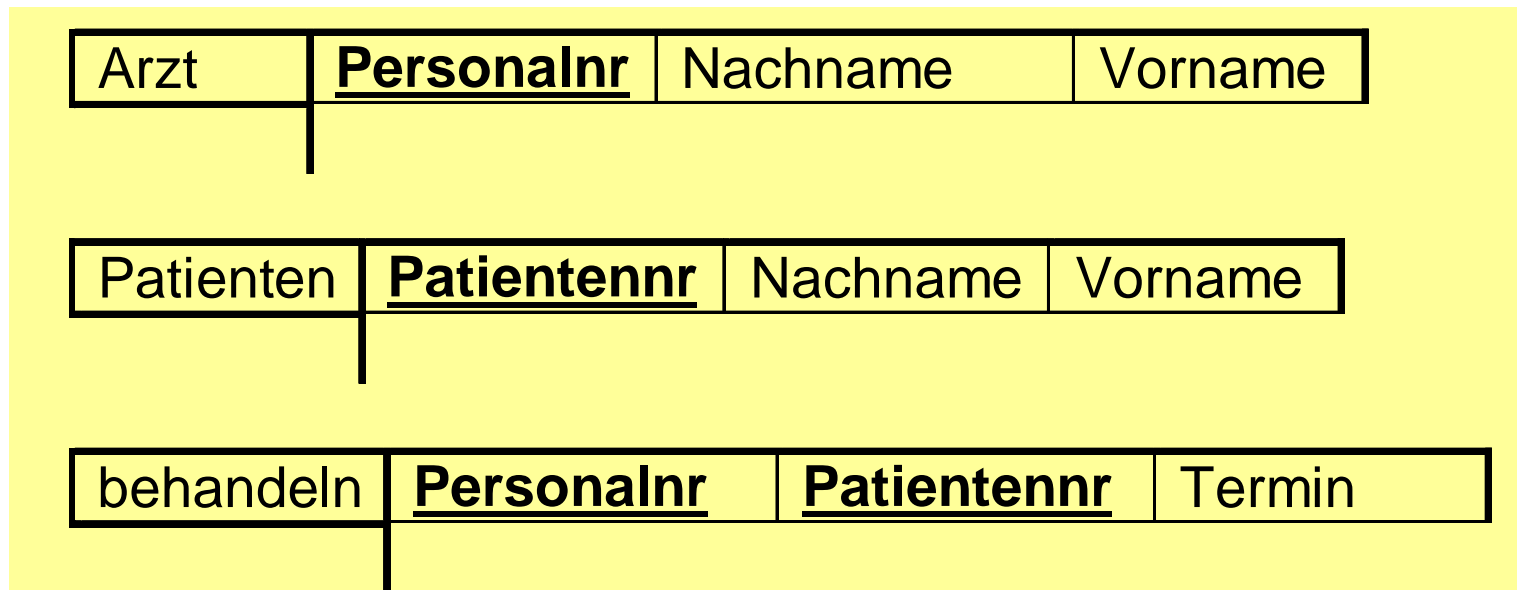 Arzt Personalnr Nachname Vorname
Patienten Patientennr Nachname Vorname
behandeln Personalnr Patientennr Termin